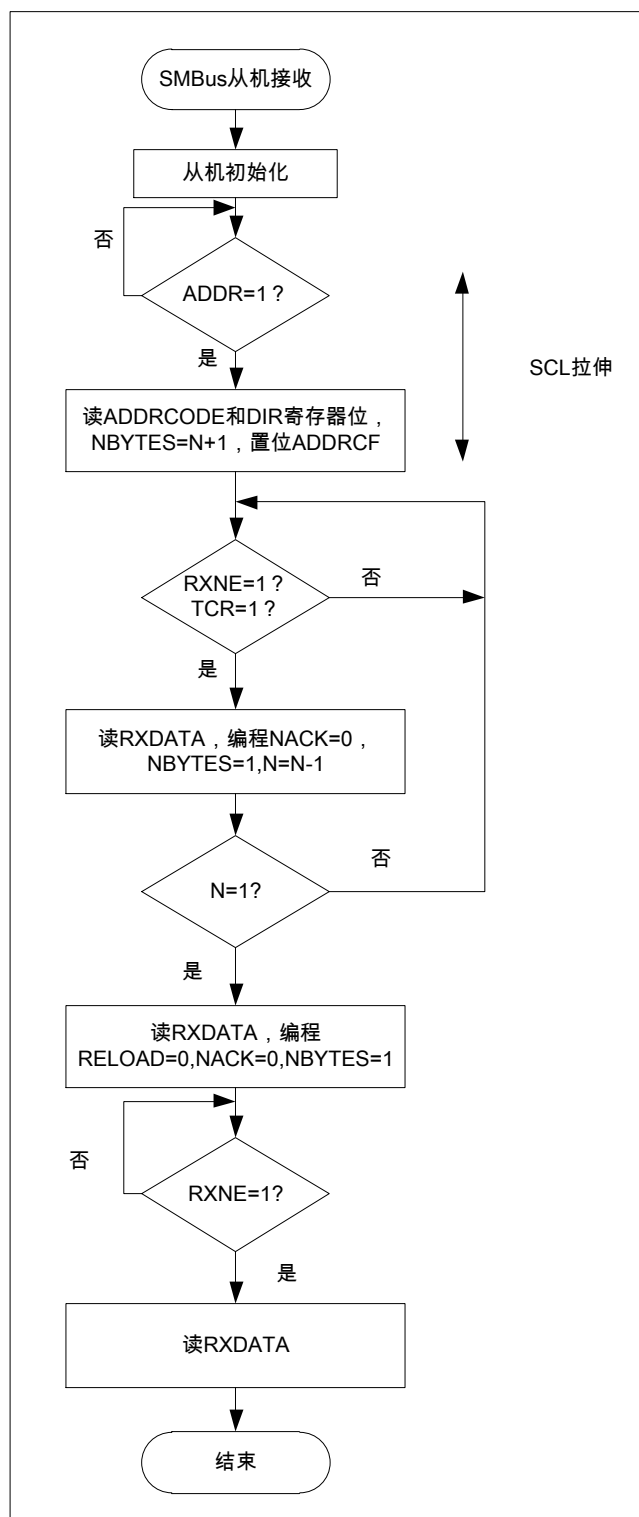 SMBus从机接收
从机初始化
否
ADDR=1？
是
SCL拉伸
读ADDRCODE和DIR寄存器位，
NBYTES=N+1，置位ADDRCF
RXNE=1？
TCR=1？
否
是
读RXDATA，编程NACK=0，
NBYTES=1,N=N-1
N=1?
否
是
读RXDATA，编程
RELOAD=0,NACK=0,NBYTES=1
否
RXNE=1?
是
读RXDATA
结束